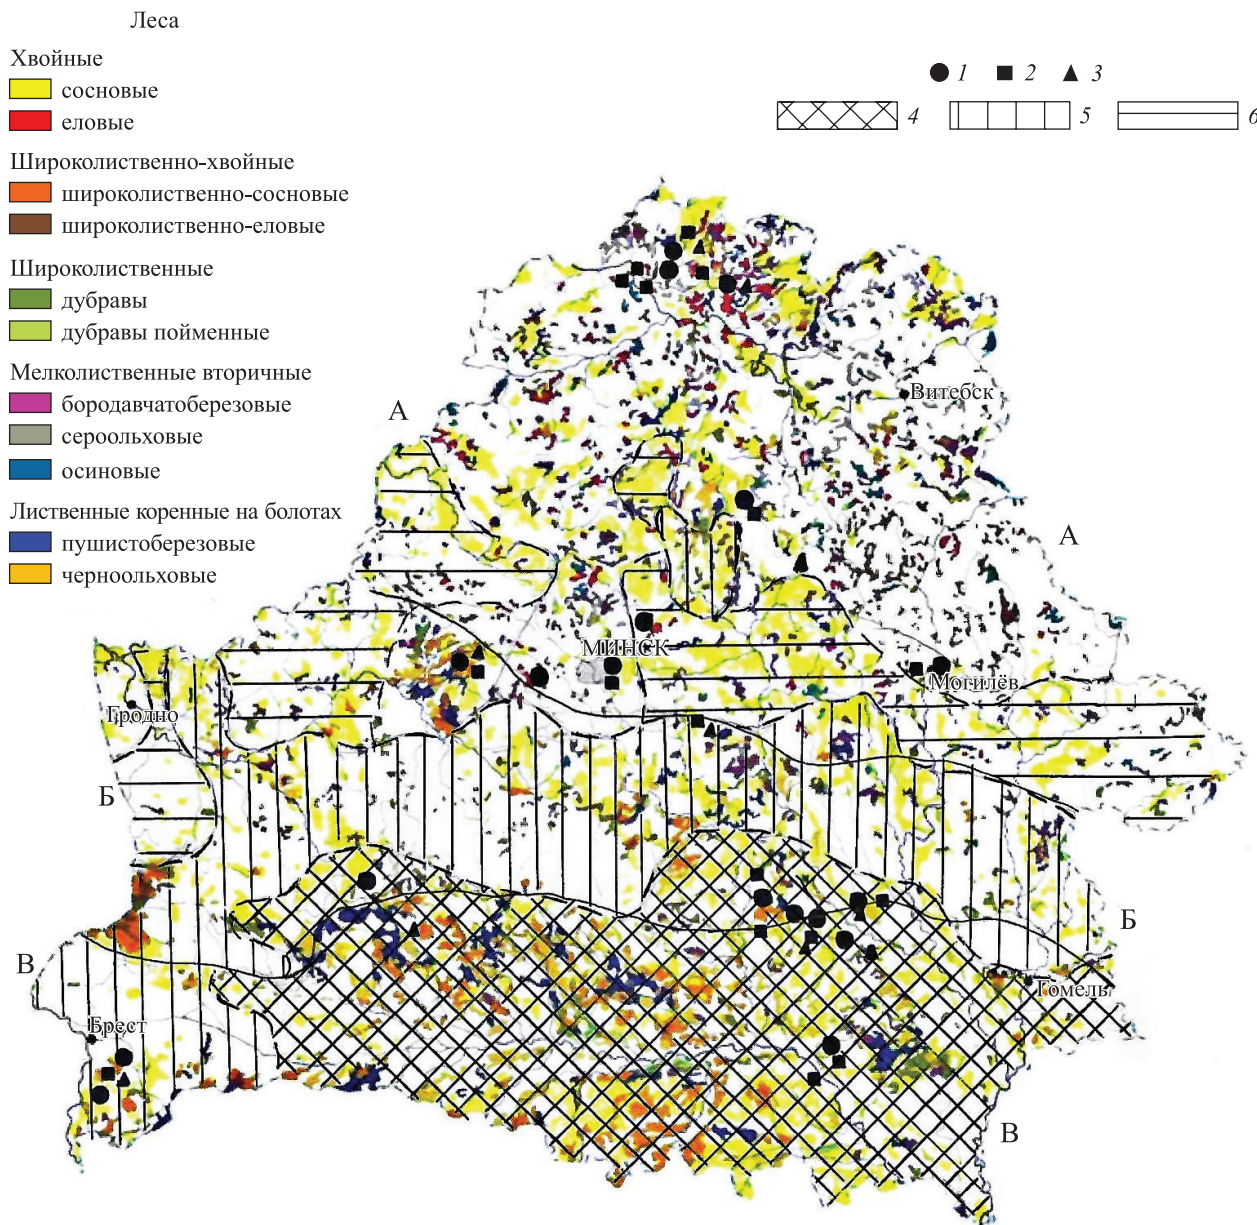 Леса
Хвойные
сосновые
еловые
Широколиственно-хвойные
широколиственно-сосновые
широколиственно-еловые
Широколиственные
дубравы
дубравы пойменные
Мелколиственные вторичные
бородавчатоберезовые
сероольховые
осиновые
Лиственные коренные на болотах
пушистоберезовые
черноольховые
1 2 3
4 5 6
Витебск
А
А
МИНСК
Могилёв
Гродно
Б
Б
В
Гомель
Брест
В